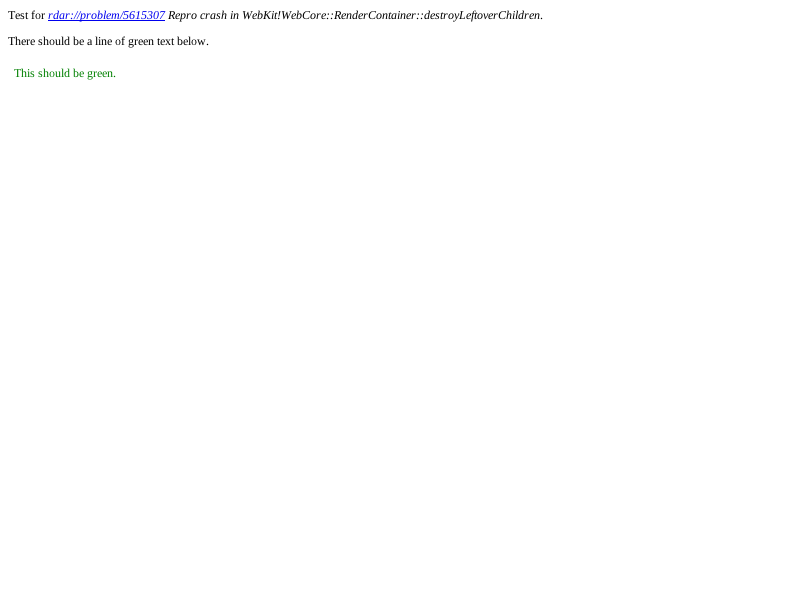 Test for rdar://problem/5615307 Repro crash in WebKit!WebCore::RenderContainer::destroyLeftoverChildren.
There should be a line of green text below.
This should be green.